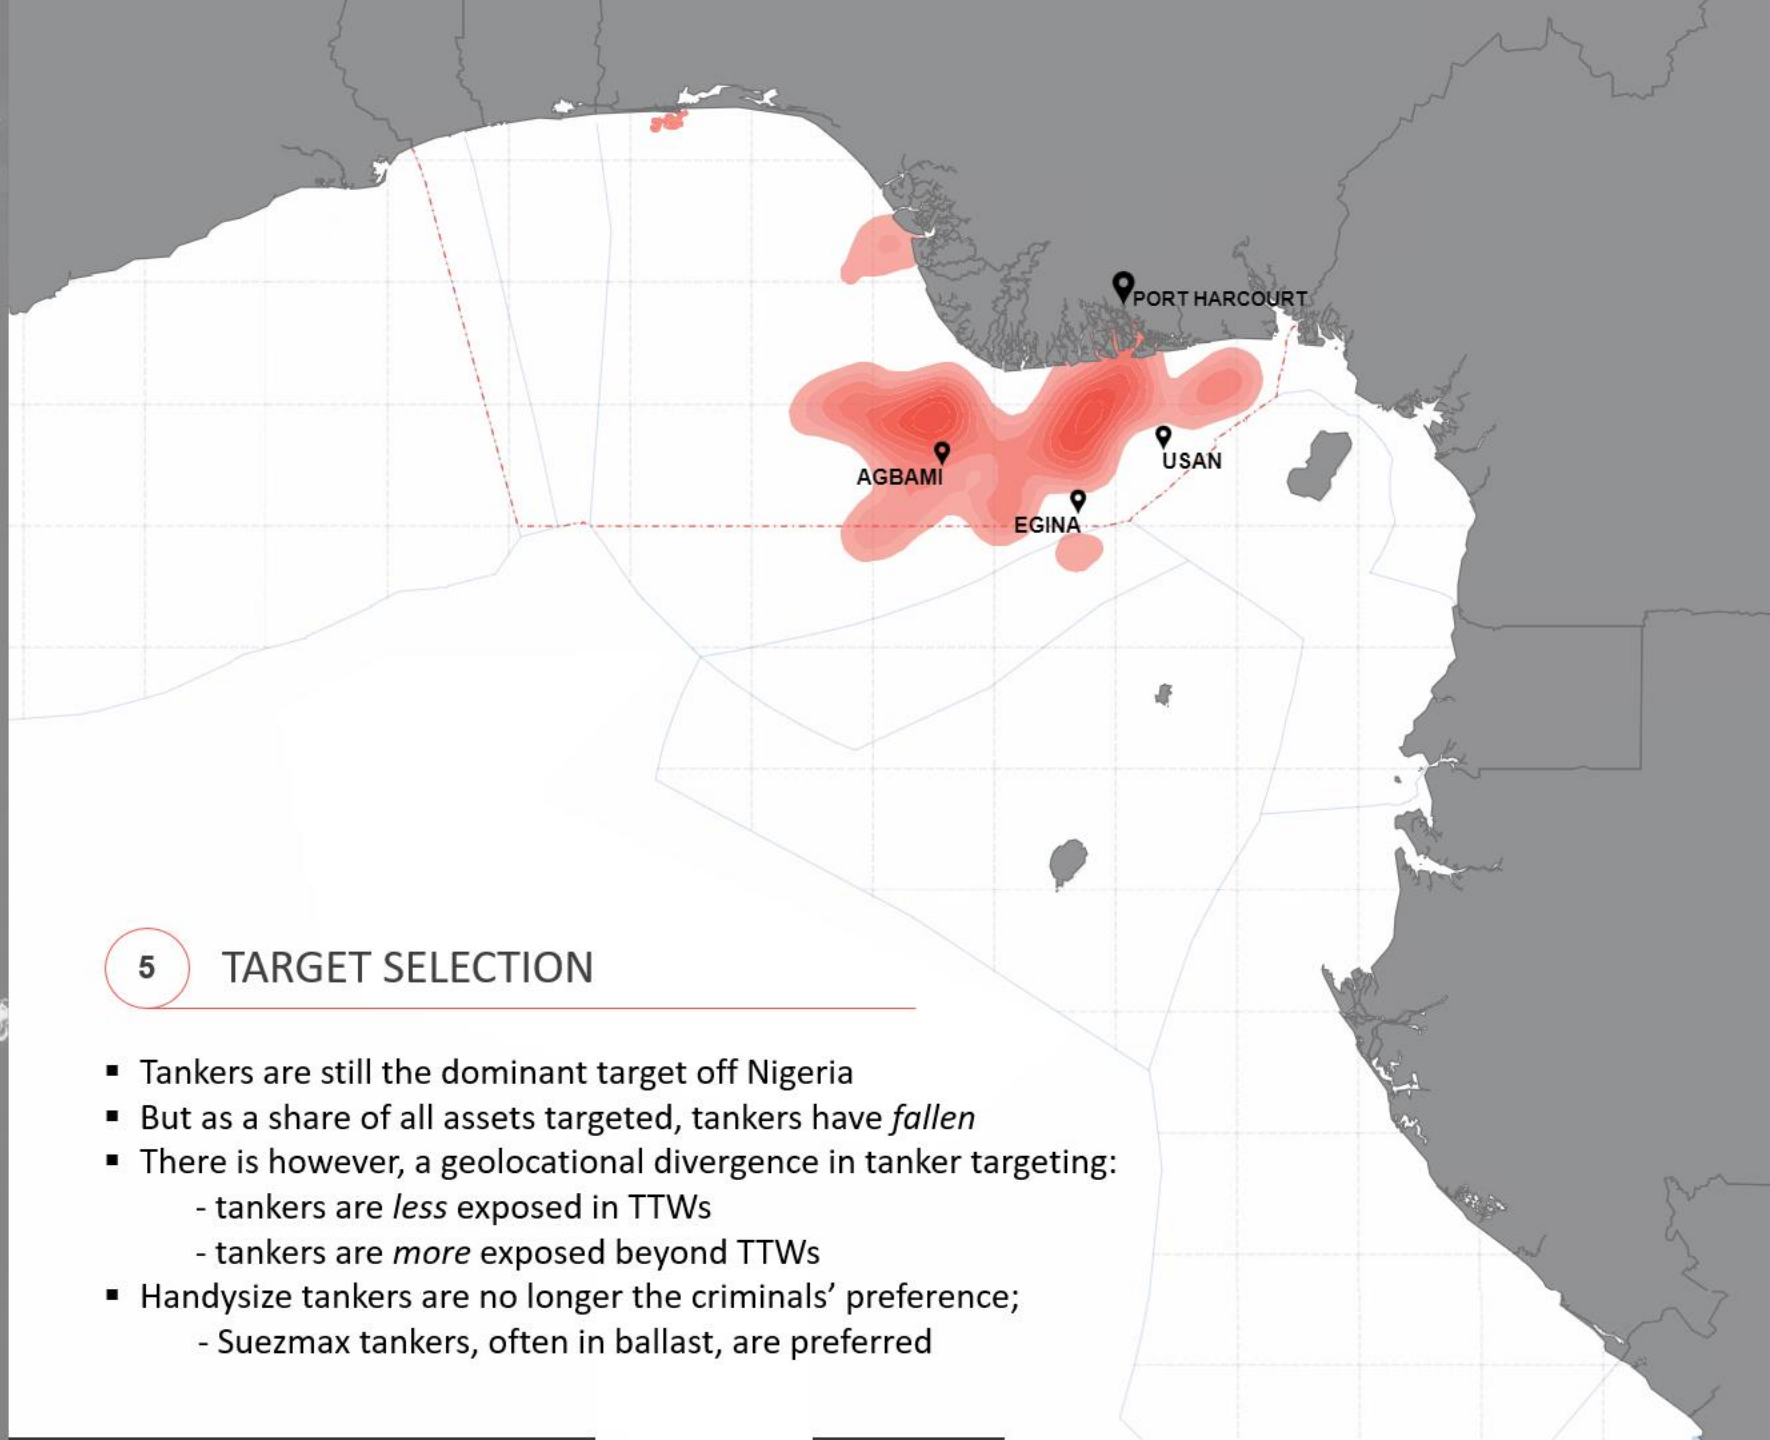 PORT HARCOURT
AGBAMI
USAN
EGINA
5 TARGET SELECTION
▪ Tankers are still the dominant target off Nigeria
▪ But as a share of all assets targeted, tankers have fallen
▪ There is however, a geolocational divergence in tanker targeting:
- tankers are less exposed in TTWs
- tankers are more exposed beyond TTWs
▪ Handysize tankers are no longer the criminals’ preference;
- Suezmax tankers, often in ballast, are preferred